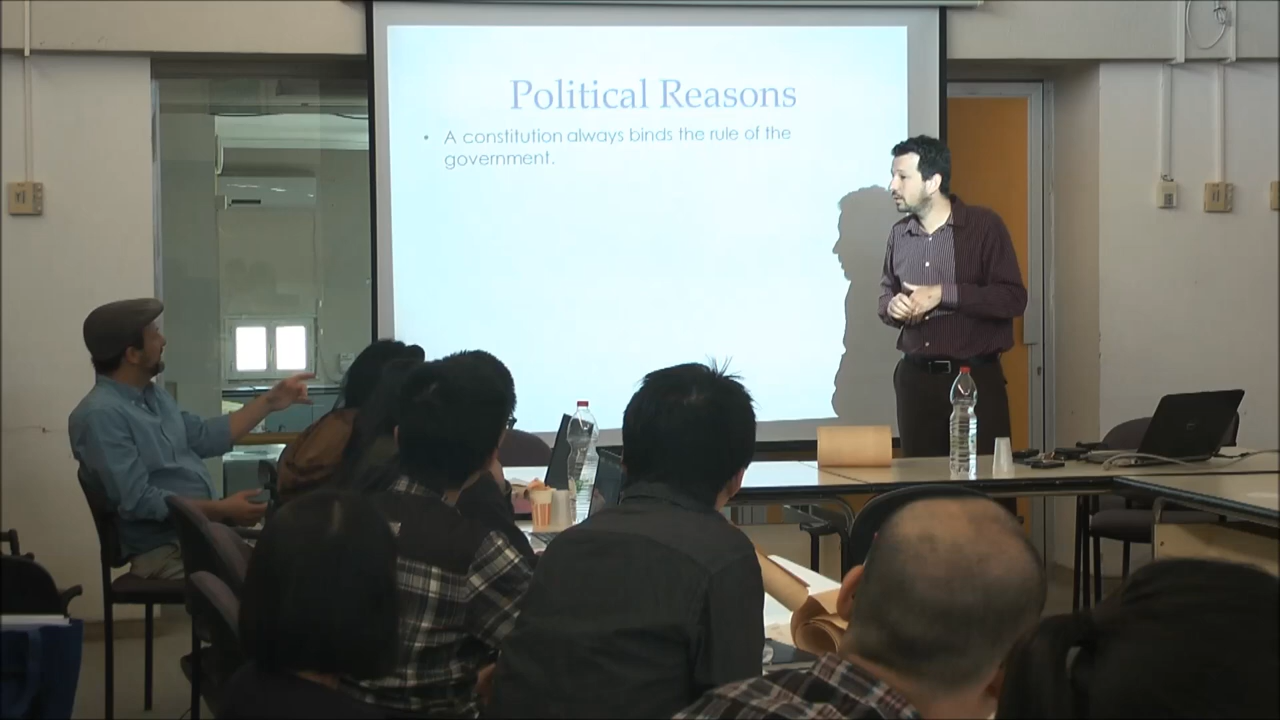 Political Reasons
• A constitution always binds the rule of the
government.